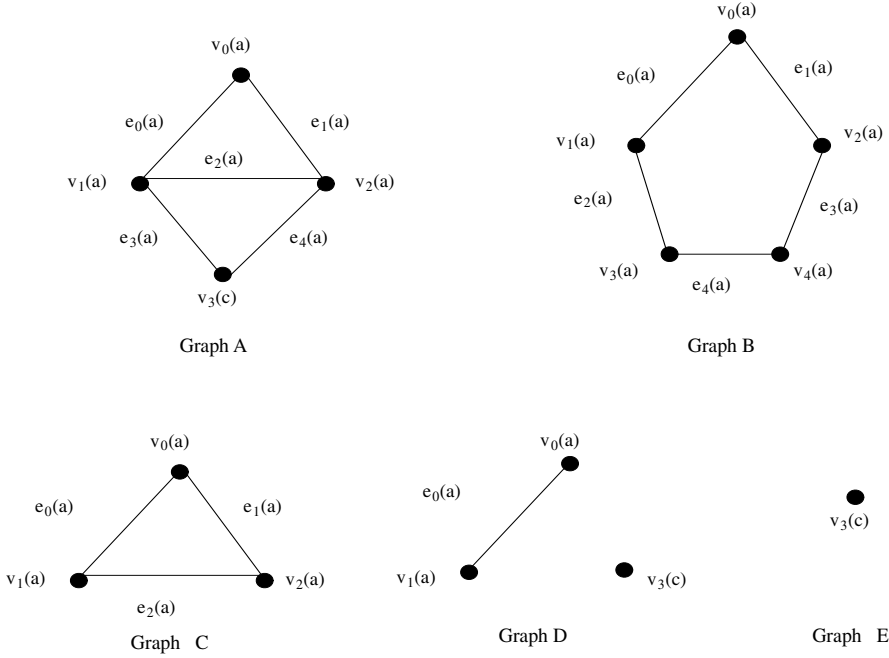 v₀(a)
e₀(a)
e₁(a)
e₂(a)
v₁(a)
v₂(a)
e₃(a)
e₄(a)
v₃(c)
Graph A
v₀(a)
e₀(a)
e₁(a)
v₁(a)
v₂(a)
e₂(a)
e₃(a)
v₃(a)
v₄(a)
e₄(a)
Graph B
v₀(a)
e₀(a)
e₁(a)
v₁(a)
v₂(a)
e₂(a)
Graph C
v₀(a)
e₀(a)
v₁(a)
v₃(c)
Graph D
v₃(c)
Graph E